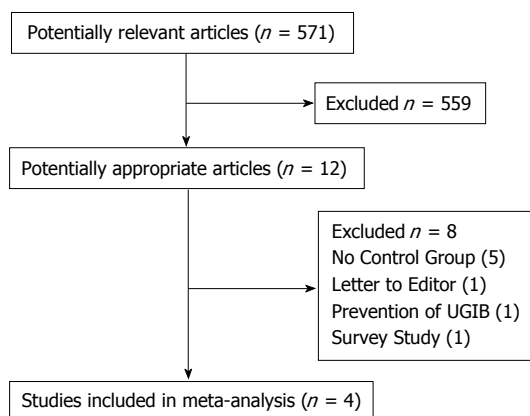 Potentially relevant articles (n = 571)
Excluded n = 559
Potentially appropriate articles (n = 12)
Excluded n = 8
No Control Group (5)
Letter to Editor (1)
Prevention of UGIB (1)
Survey Study (1)
Studies included in meta-analysis (n = 4)